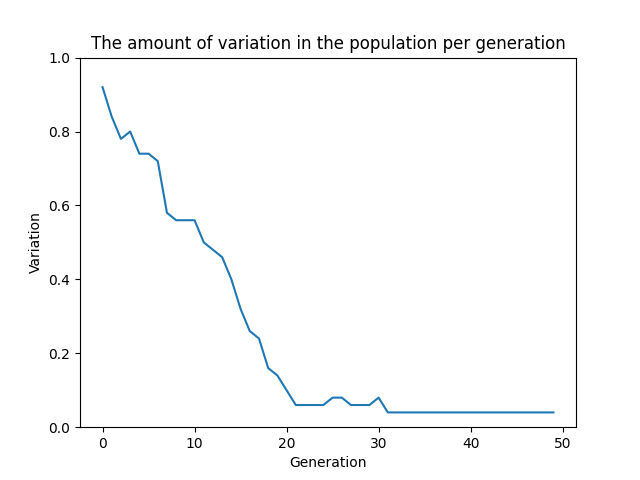 The amount of variation in the population per generation
1.0
0.8
0.6
0.4
0.2
0.0
Variation
0 10 20 30 40 50
Generation